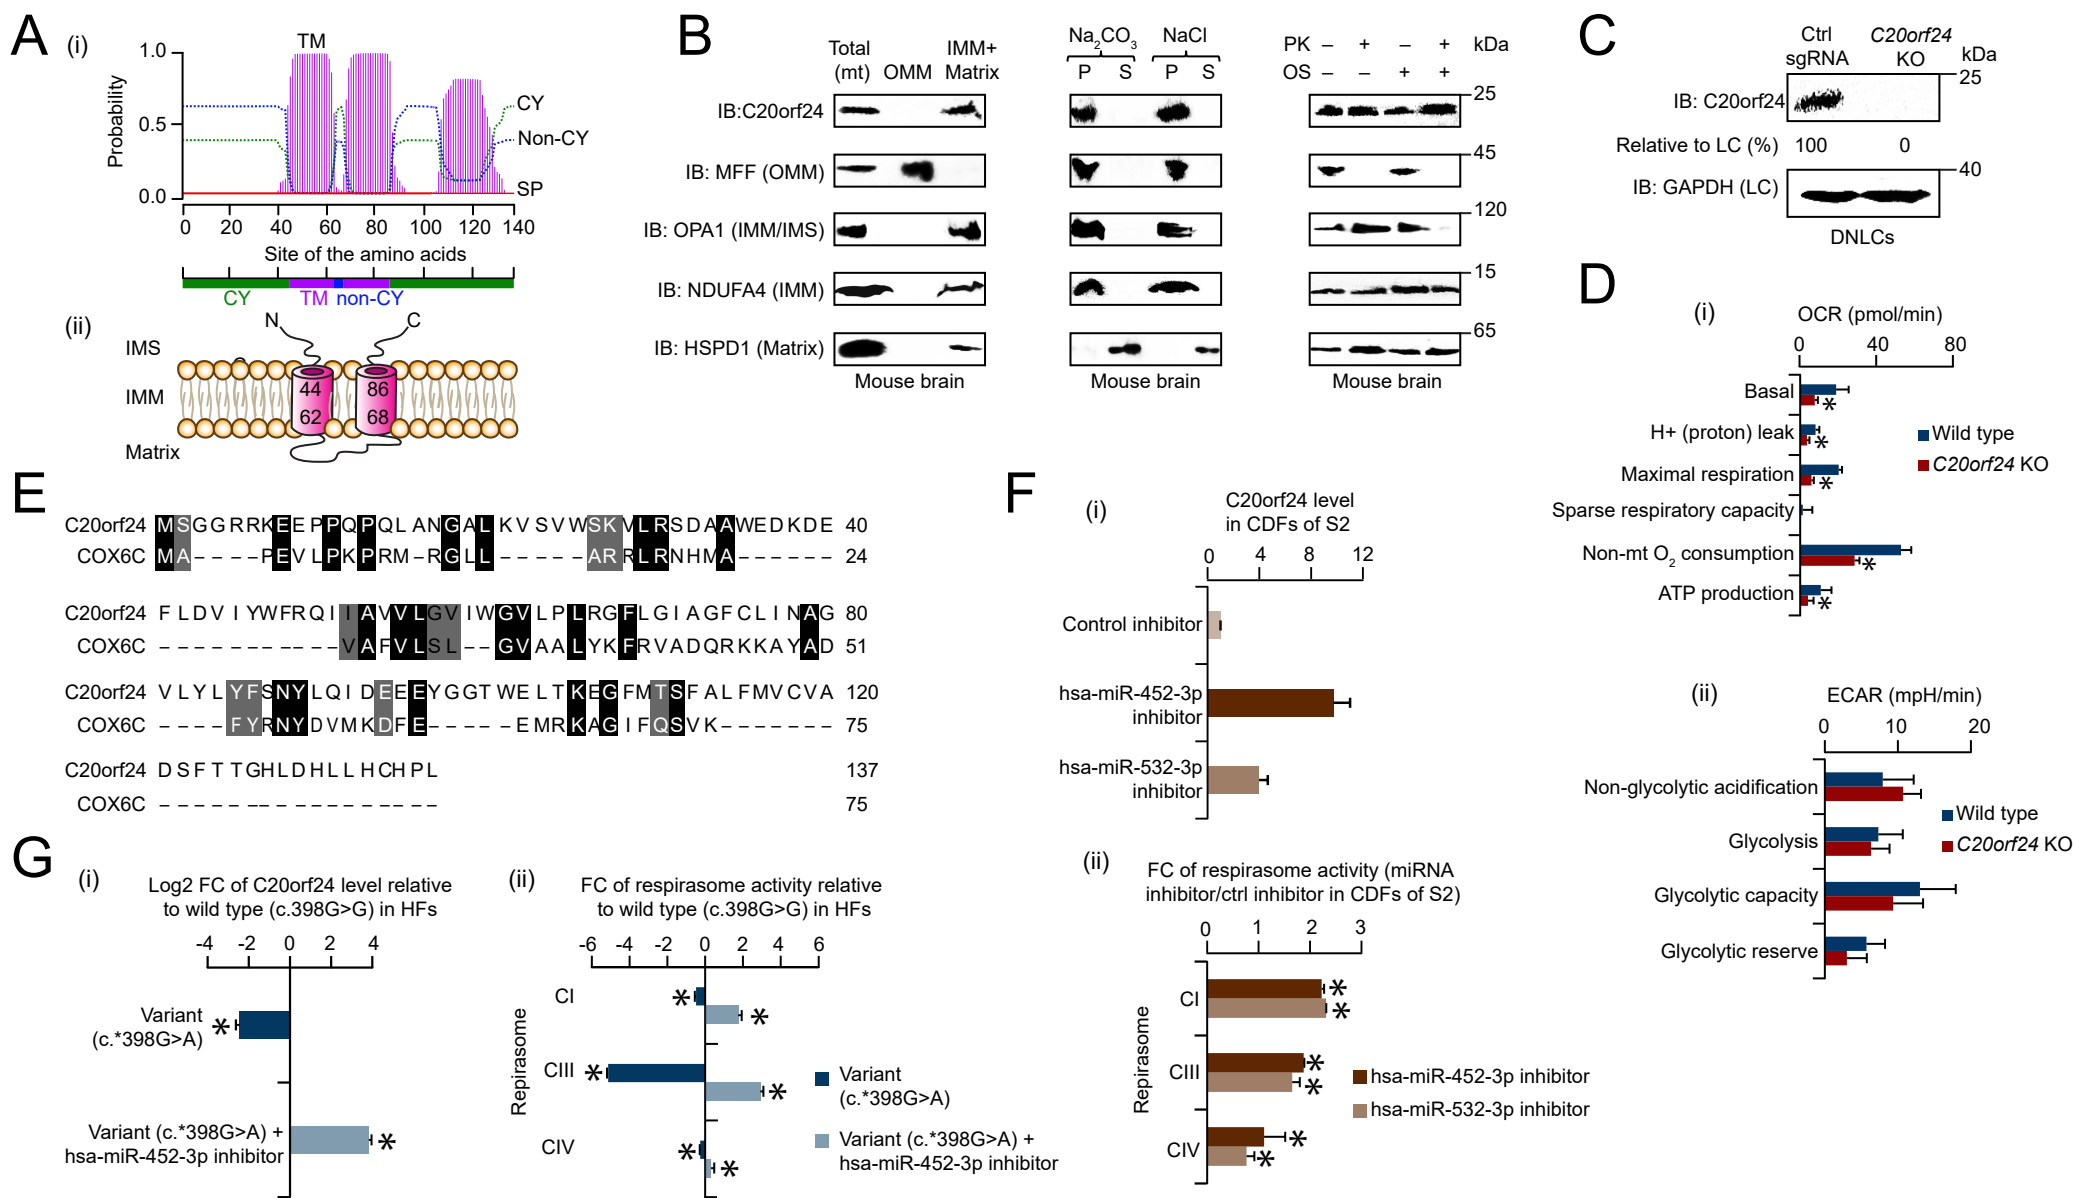 A
(i)
TM
1.0
0.5
0.0
Probability
CY
Non-CY
SP
0 20 40 60 80 100 120 140
Site of the amino acids
CY TM non-CY
(ii)
N C
IMS
IMM
Matrix
44 86
62 68
B
Total (mt) OMM IMM+ Matrix
Na2CO3 NaCl
P S P S
PK – + – + kDa
OS – – + +
IB:C20orf24 25
IB: MFF (OMM) 45
IB: OPA1 (IMM/IMS) 120
IB: NDUFA4 (IMM) 15
IB: HSPD1 (Matrix) 65
Mouse brain Mouse brain Mouse brain
C
Ctrl sgRNA
C20orf24 KO
kDa
IB: C20orf24 25
Relative to LC (%) 100 0
IB: GAPDH (LC) 40
DNLCs
D
(i)
OCR (pmol/min)
0 40 80
Basal *
H+ (proton) leak *
Maximal respiration *
Sparse respiratory capacity
Non-mt O2 consumption *
ATP production *
Wild type
C20orf24 KO
(ii)
ECAR (mpH/min)
0 10 20
Non-glycolytic acidification
Glycolysis
Glycolytic capacity
Glycolytic reserve
Wild type
C20orf24 KO
E
C20orf24 MSGGRRKEEPPQPQLANGALKVSVWSKVLRSDAAWEDKDE 40
COX6C MA––––PEVLPKPRM–RGLL–––––ARRLRNHMA–––––– 24
C20orf24 FLDVIYWFRQIIAVVLGVIWGVLPLRGFLGIAGFCLINAG 80
COX6C ––––––––––VAFVLSL––GVAALYKFRVADQRKKAYAD 51
C20orf24 VLYLYFSNYLQIDEEEYGGTWELTKEGFMTSFALFMVCVA 120
COX6C ––––FYRNYDVMKDFE–––––EMRKAGIFQSVK––––––– 75
C20orf24 DSFTTGHLDHLLHCHPL 137
COX6C ––––––––––––––––– 75
F
(i)
C20orf24 level
in CDFs of S2
0 4 8 12
Control inhibitor
hsa-miR-452-3p
inhibitor
hsa-miR-532-3p
inhibitor
(ii)
FC of respirasome activity (miRNA
inhibitor/ctrl inhibitor in CDFs of S2)
0 1 2 3
Repirasome
CI * *
CIII * *
CIV * *
hsa-miR-452-3p inhibitor
hsa-miR-532-3p inhibitor
G
(i)
Log2 FC of C20orf24 level relative
to wild type (c.398G>G) in HFs
-4 -2 0 2 4
Variant
(c.*398G>A) *
Variant (c.*398G>A) +
hsa-miR-452-3p inhibitor *
(ii)
FC of respirasome activity relative
to wild type (c.398G>G) in HFs
-6 -4 -2 0 2 4 6
Repirasome
CI * *
CIII * *
CIV * *
Variant
(c.*398G>A)
Variant (c.*398G>A) +
hsa-miR-452-3p inhibitor